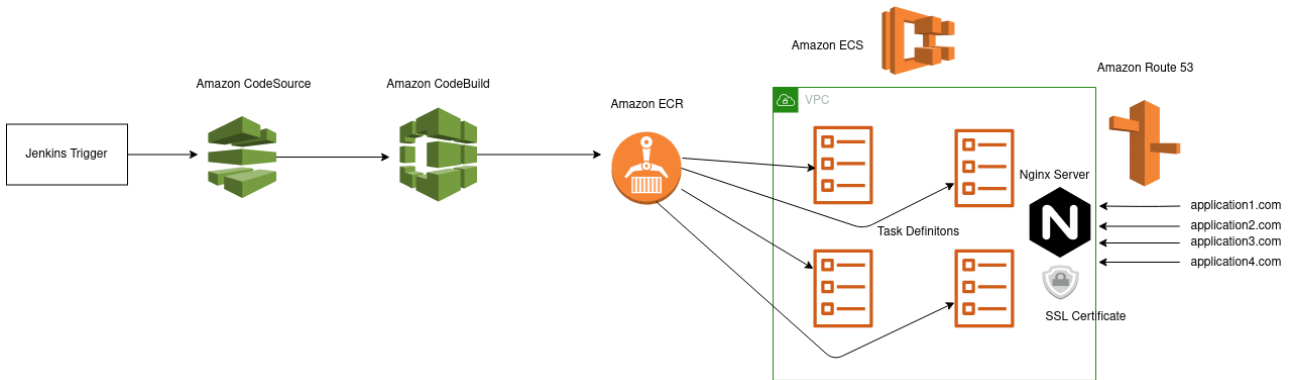 Amazon ECS
Amazon Route 53
Amazon CodeSource
Amazon CodeBuild
Amazon ECR
VPC
Jenkins Trigger
Nginx Server
N
application1.com
application2.com
application3.com
application4.com
Task Definitons
SSL Certificate